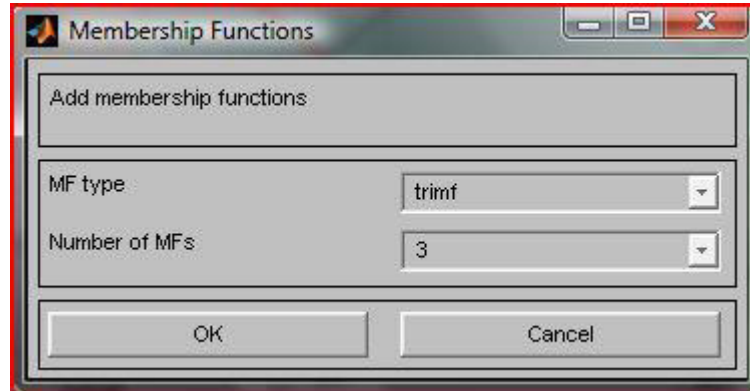 Membership Functions
Add membership functions
MF type
trimf
Number of MFs
3
OK
Cancel